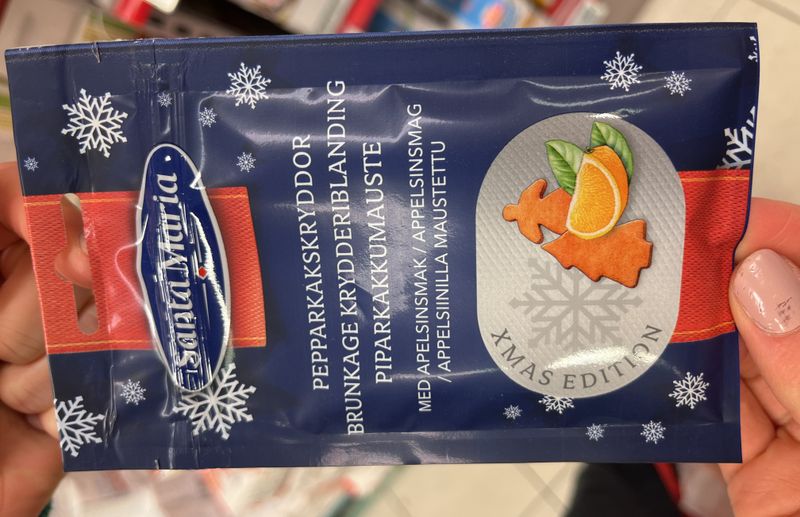 Santa Maria
PEPPARKAKSKRYDDOR
BRUNKAGE KRYDDERIBLANDING
PIPARKAKKUMAUSTE
MED APELSINSMAK / APPELSINSMAG
/ APPELSIINILLA MAUSTETTU
XMAS EDITION